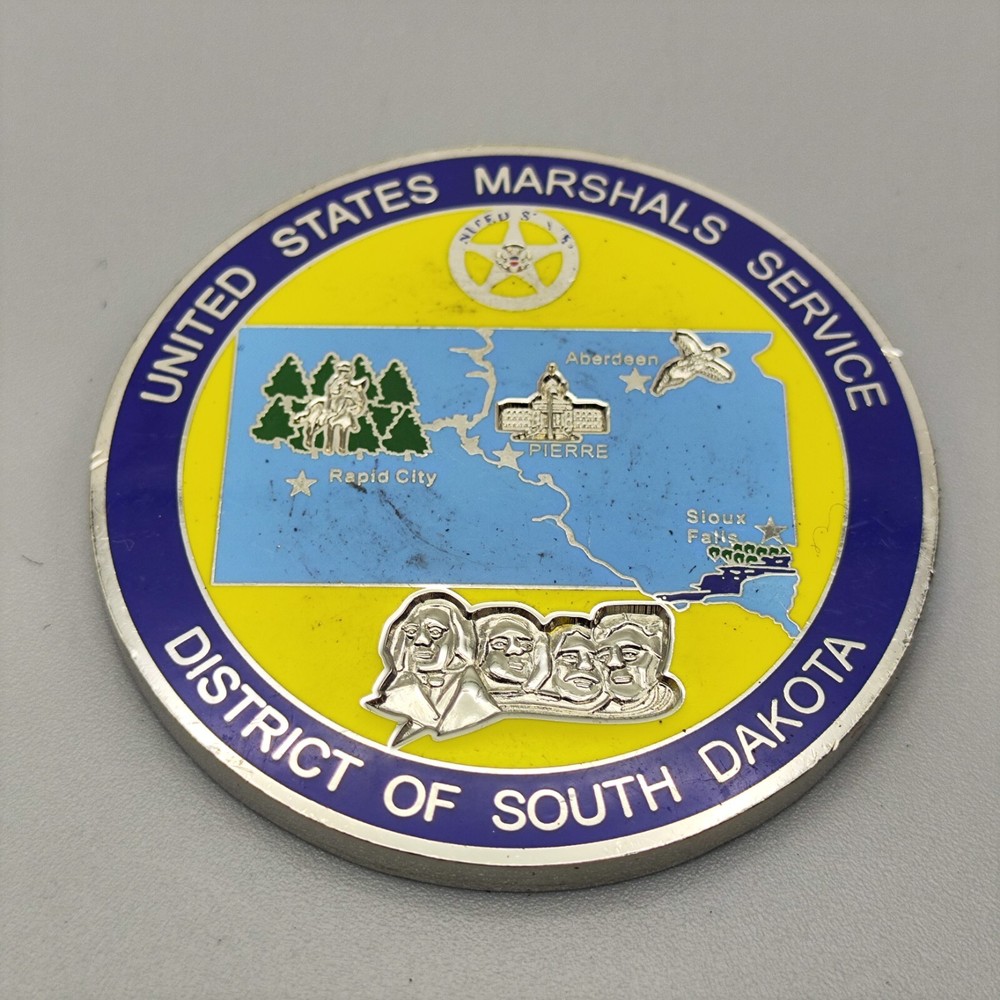 UNITED STATES MARSHALS SERVICE
Aberdeen
PIERRE
Rapid City
Sioux
Falls
DISTRICT OF SOUTH DAKOTA